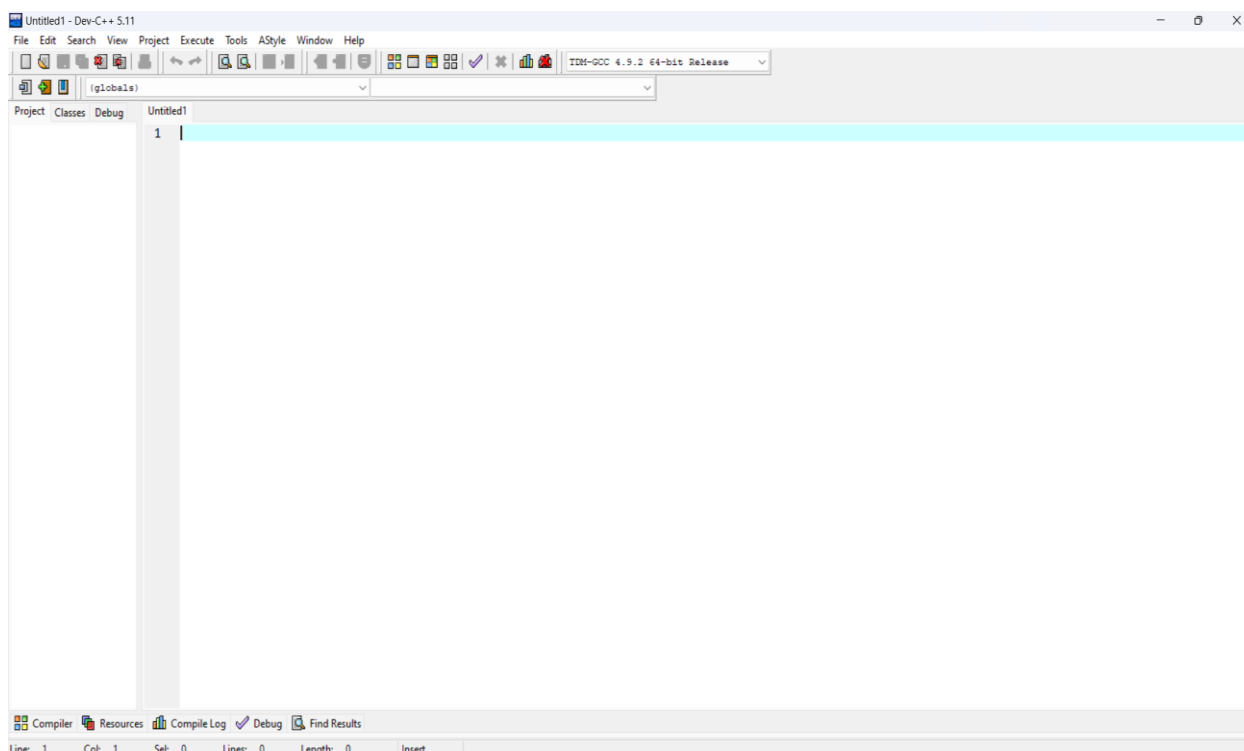 Untitled1 - Dev-C++ 5.11
File Edit Search View Project Execute Tools AStyle Window Help
TDM-GCC 4.9.2 64-bit Release
(globals)
Project Classes Debug Untitled1
1
Compiler Resources Compile Log Debug Find Results
Line: 1 Col: 1 Sel: 0 Lines: 0 Length: 0 Insert